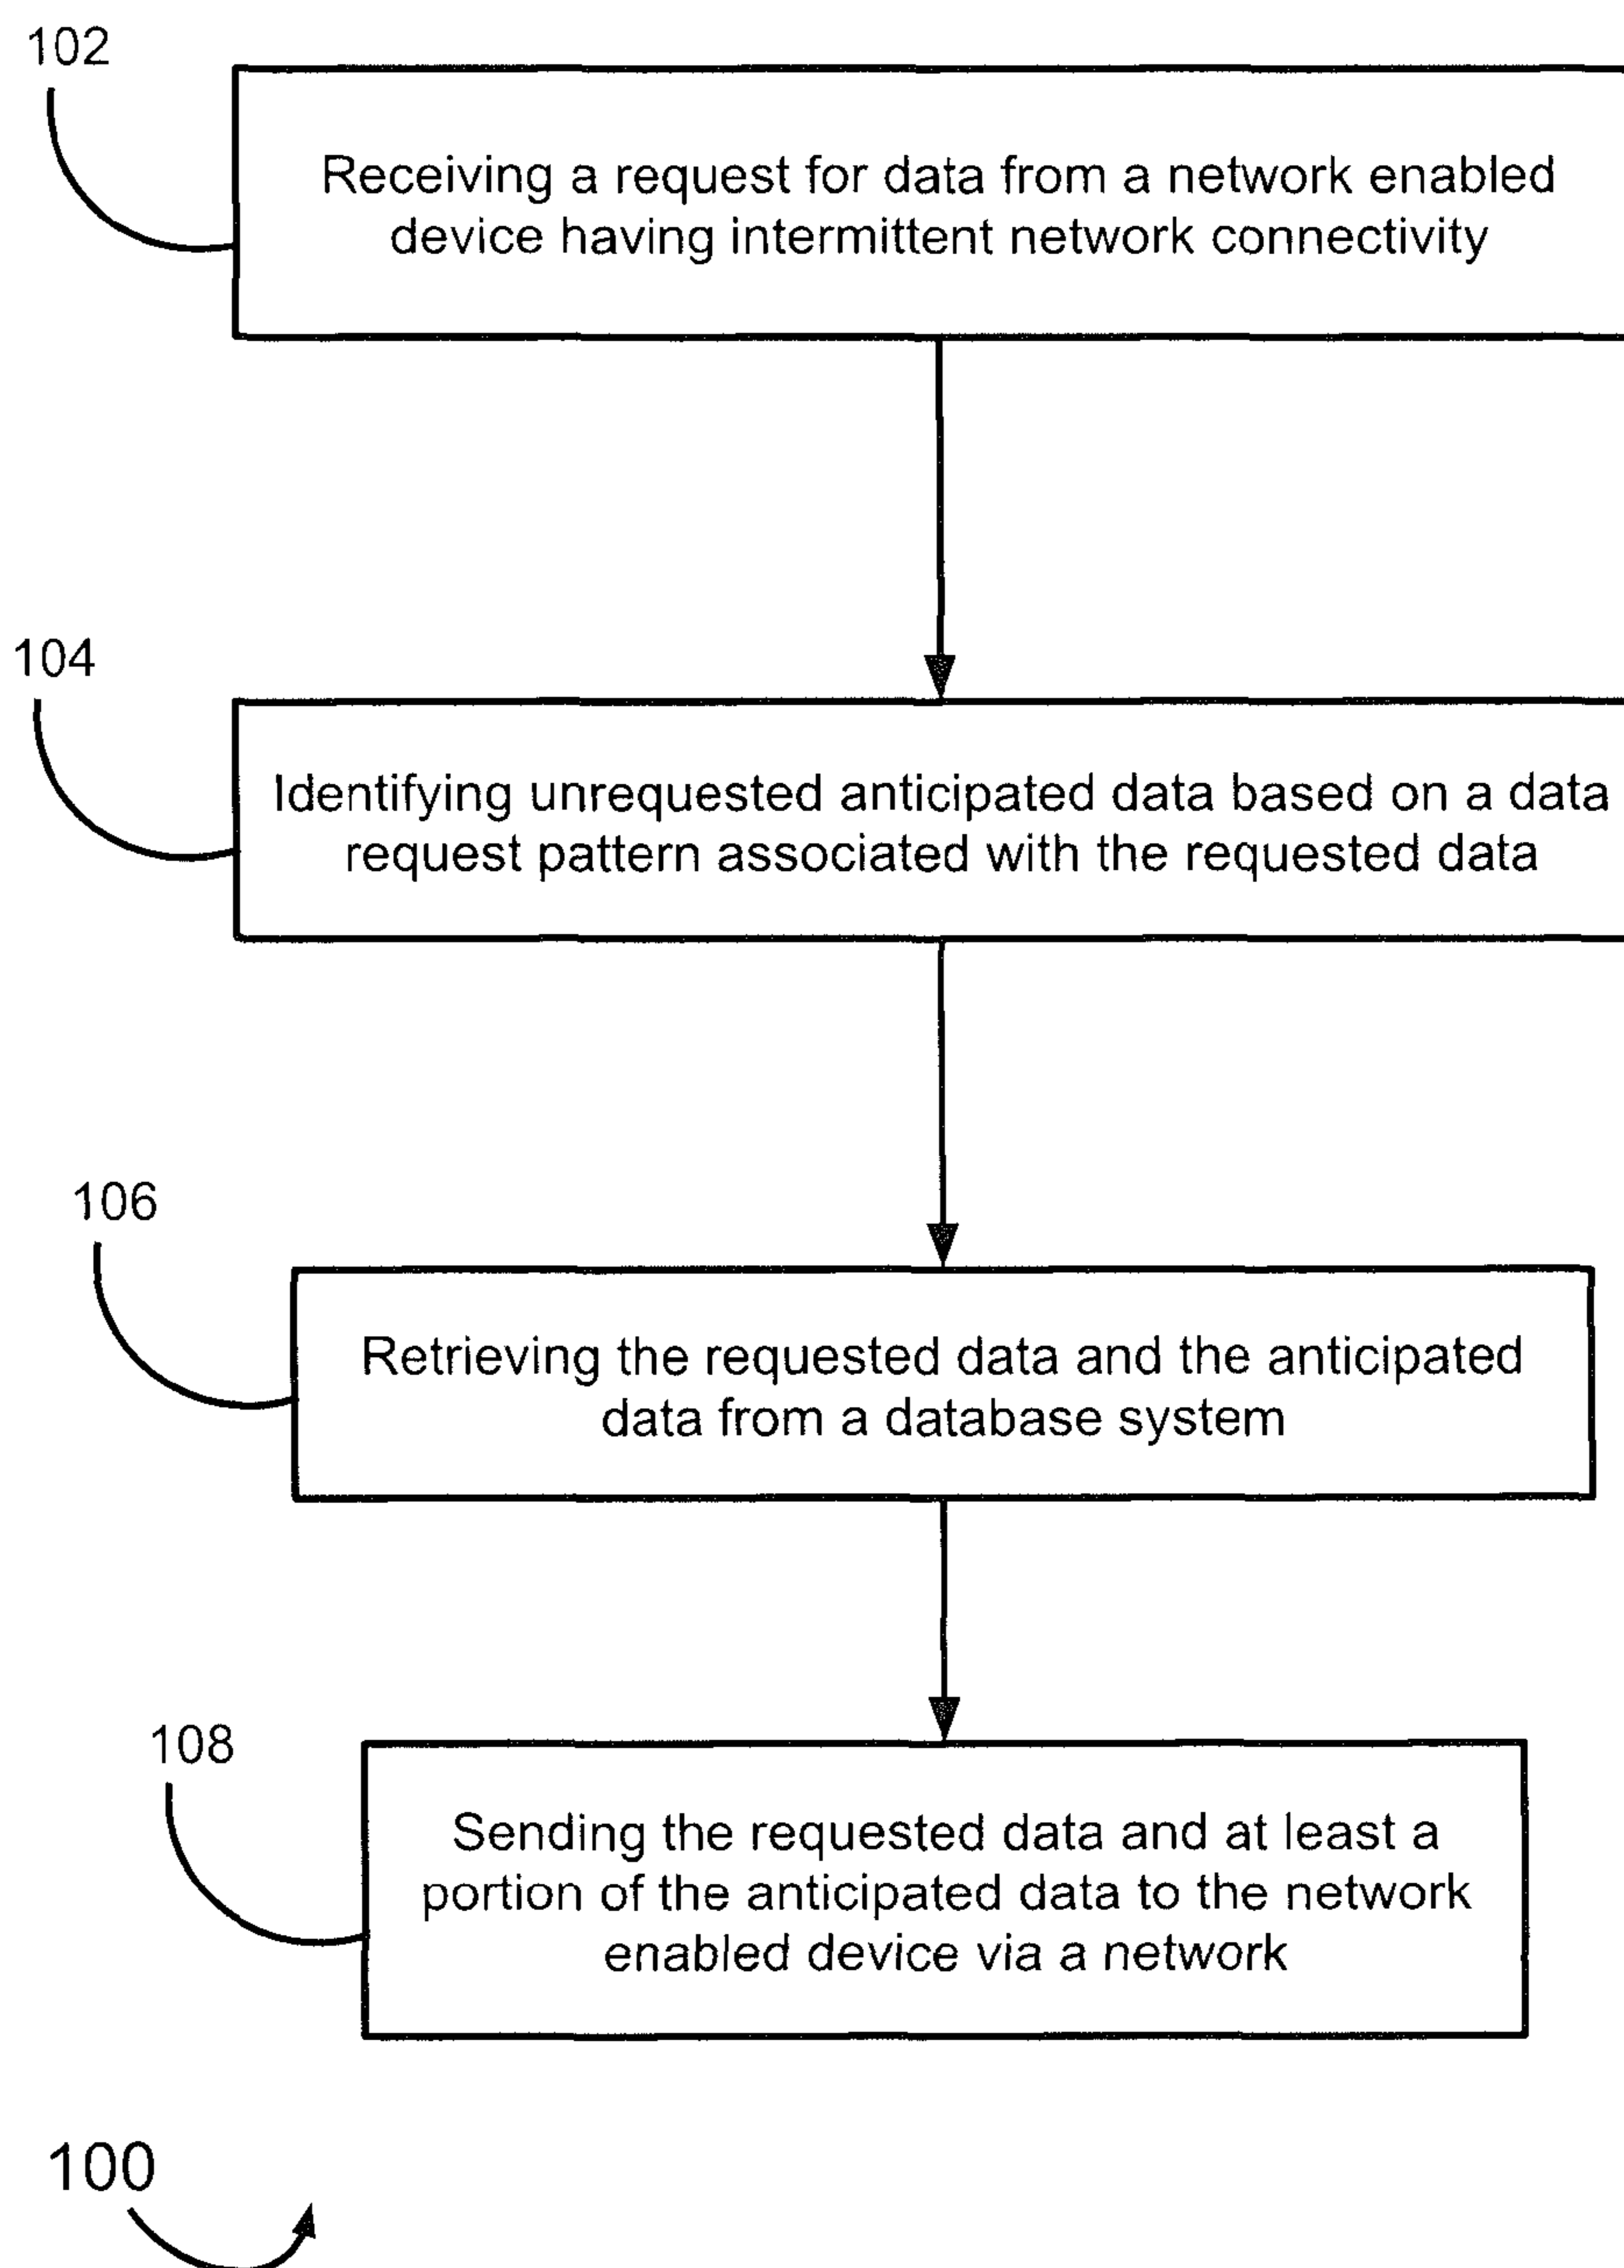 102
Receiving a request for data from a network enabled
device having intermittent network connectivity
104
Identifying unrequested anticipated data based on a data
request pattern associated with the requested data
106
Retrieving the requested data and the anticipated
data from a database system
108
Sending the requested data and at least a
portion of the anticipated data to the network
enabled device via a network
100